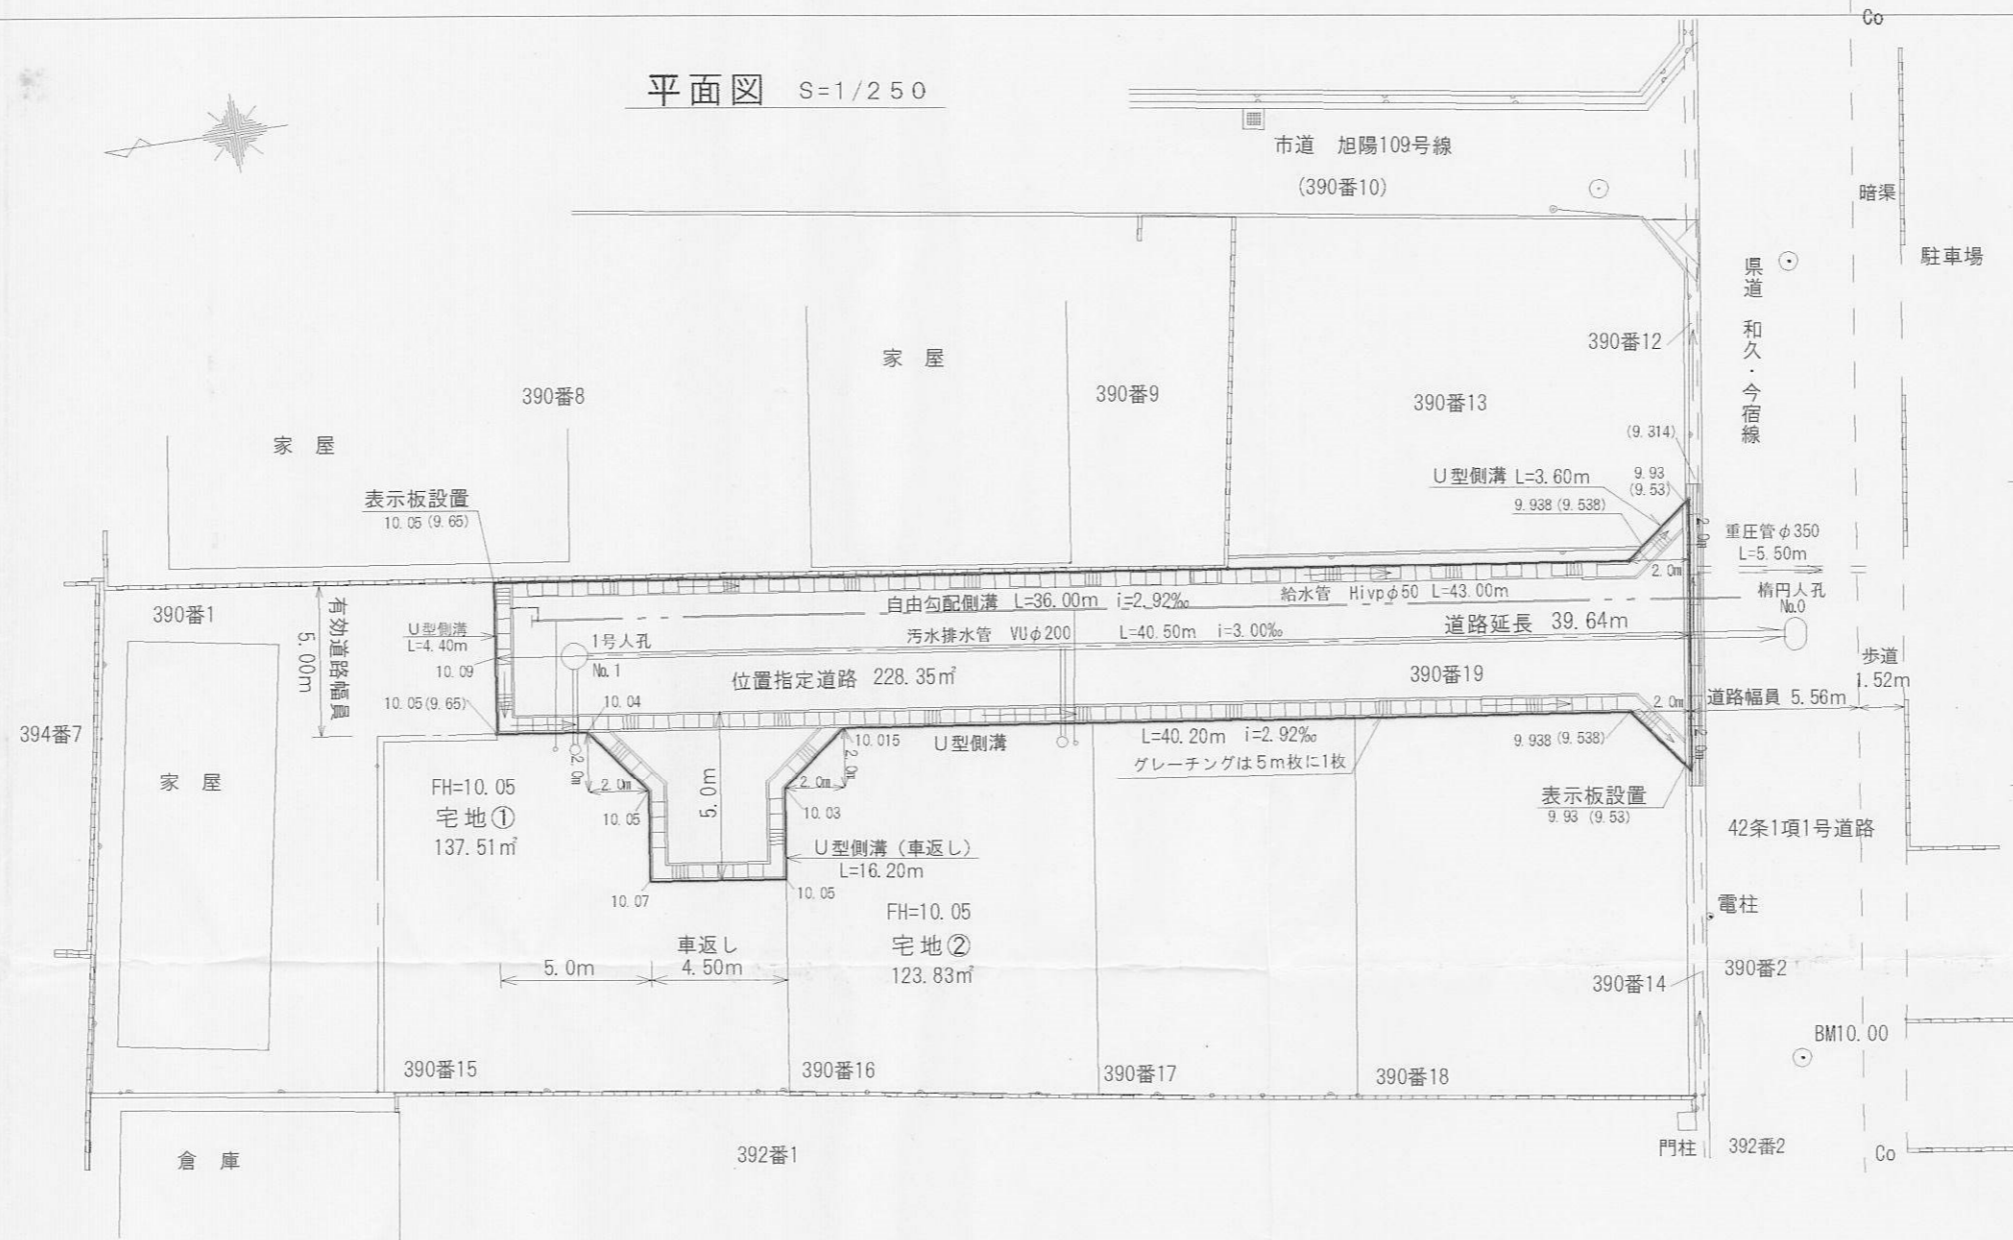 Co
平面図 S=1/250
市道 旭陽109号線
(390番10)
暗渠
駐車場
県道 和久・今宿線
390番12
家 屋
390番8
390番9
390番13
家 屋
(9.314)
表示板設置
10.05 (9.65)
U型側溝 L=3.60m
9.93
(9.53)
9.938 (9.538)
2.0m
重圧管φ350
L=5.50m
2.0m
390番1
有効道路幅員
5.00m
自由勾配側溝 L=36.00m i=2.92‰
給水管 Hivpφ50 L=43.00m
楕円人孔
No.0
U型側溝
L=4.40m
1号人孔
No.1
汚水排水管 VUφ200 L=40.50m i=3.00‰
道路延長 39.64m
10.09
位置指定道路 228.35㎡
390番19
歩道
1.52m
10.05(9.65)
10.04
2.0m
道路幅員 5.56m
394番7
10.015
U型側溝
L=40.20m i=2.92‰
グレーチングは5m枚に1枚
9.938 (9.538)
2.0m
2.0m
2.0m
2.0m
2.0m
5.0m
家 屋
FH=10.05
宅地①
137.51㎡
10.05
10.03
表示板設置
9.93 (9.53)
42条1項1号道路
U型側溝(車返し)
L=16.20m
10.07
10.05
電柱
FH=10.05
宅地②
123.83㎡
車返し
5.0m
4.50m
390番14
390番2
BM10.00
390番15
390番16
390番17
390番18
倉 庫
392番1
門柱
392番2
Co